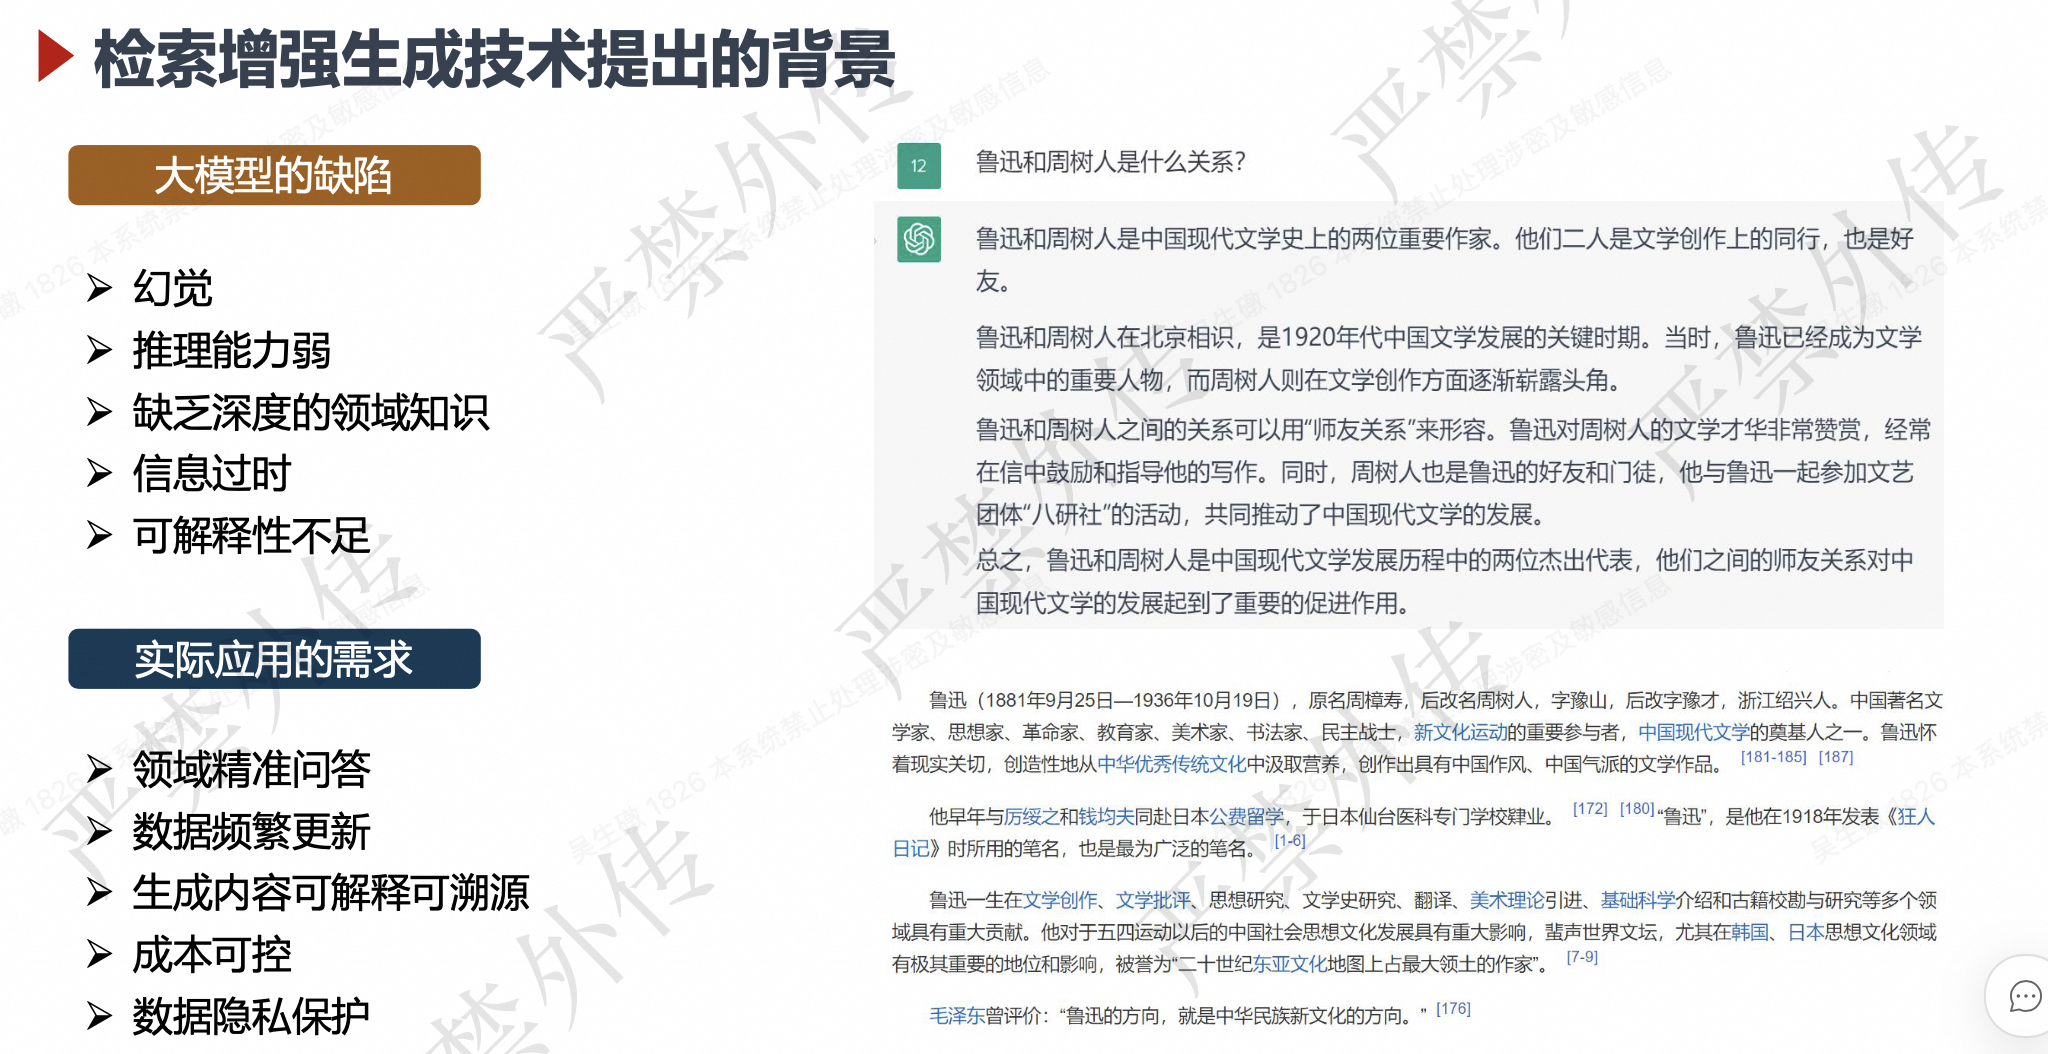 检索增强生成技术提出的背景
大模型的缺陷
幻觉
推理能力弱
缺乏深度的领域知识
信息过时
可解释性不足
实际应用的需求
领域精准问答
数据频繁更新
生成内容可解释可溯源
成本可控
数据隐私保护
12
鲁迅和周树人是什么关系？
鲁迅和周树人是中国现代文学史上的两位重要作家。他们二人是文学创作上的同行，也是好
友。
鲁迅和周树人在北京相识，是1920年代中国文学发展的关键时期。当时，鲁迅已经成为文学
领域中的重要人物，而周树人则在文学创作方面逐渐崭露头角。
鲁迅和周树人之间的关系可以用“师友关系”来形容。鲁迅对周树人的文学才华非常赞赏，经常
在信中鼓励和指导他的写作。同时，周树人也是鲁迅的好友和门徒，他与鲁迅一起参加文艺
团体“八研社”的活动，共同推动了中国现代文学的发展。
总之，鲁迅和周树人是中国现代文学发展历程中的两位杰出代表，他们之间的师友关系对中
国现代文学的发展起到了重要的促进作用。
鲁迅（1881年9月25日—1936年10月19日），原名周樟寿，后改名周树人，字豫山，后改字豫才，浙江绍兴人。中国著名文
学家、思想家、革命家、教育家、美术家、书法家、民主战士，新文化运动的重要参与者，中国现代文学的奠基人之一。鲁迅怀
着现实关切，创造性地从中华优秀传统文化中汲取营养，创作出具有中国作风、中国气派的文学作品。 [181-185] [187]
他早年与厉绥之和钱均夫同赴日本公费留学，于日本仙台医科专门学校肄业。 [172] [180] “鲁迅”，是他在1918年发表《狂人
日记》时所用的笔名，也是最为广泛的笔名。 [1-6]
鲁迅一生在文学创作、文学批评、思想研究、文学史研究、翻译、美术理论引进、基础科学介绍和古籍校勘与研究等多个领
域具有重大贡献。他对于五四运动以后的中国社会思想文化发展具有重大影响，蜚声世界文坛，尤其在韩国、日本思想文化领域
有极其重要的地位和影响，被誉为“二十世纪东亚文化地图上占最大领土的作家”。 [7-9]
毛泽东曾评价：“鲁迅的方向，就是中华民族新文化的方向。” [176]
严禁外传
吴生礅 1826 本系统禁止处理涉密及敏感信息